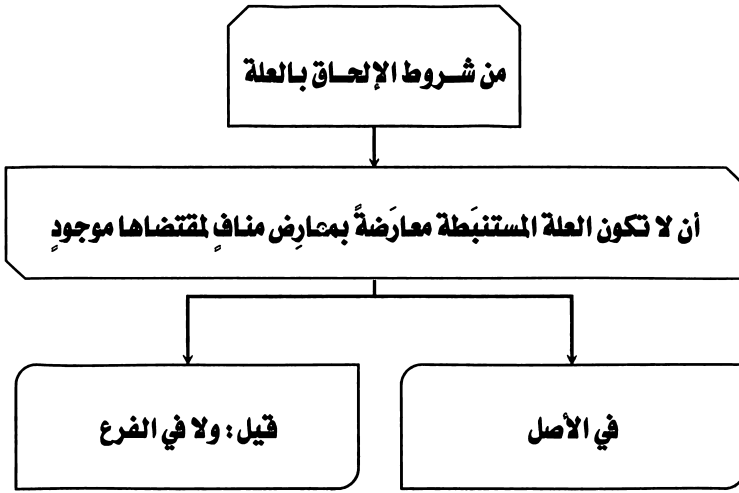 من شروط الإلحاق بالعلة
أن لا تكون العلة المستنبَطة معارَضةً بمعارِض منافٍ لمقتضاها موجودٍ
في الأصل
قيل: ولا في الفرع